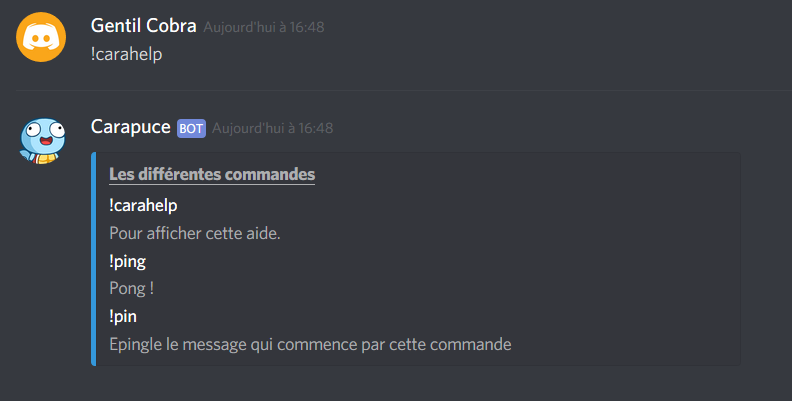 Gentil Cobra Aujourd'hui à 16:48
!carahelp
Carapuce BOT Aujourd'hui à 16:48
Les différentes commandes
!carahelp
Pour afficher cette aide.
!ping
Pong !
!pin
Epingle le message qui commence par cette commande